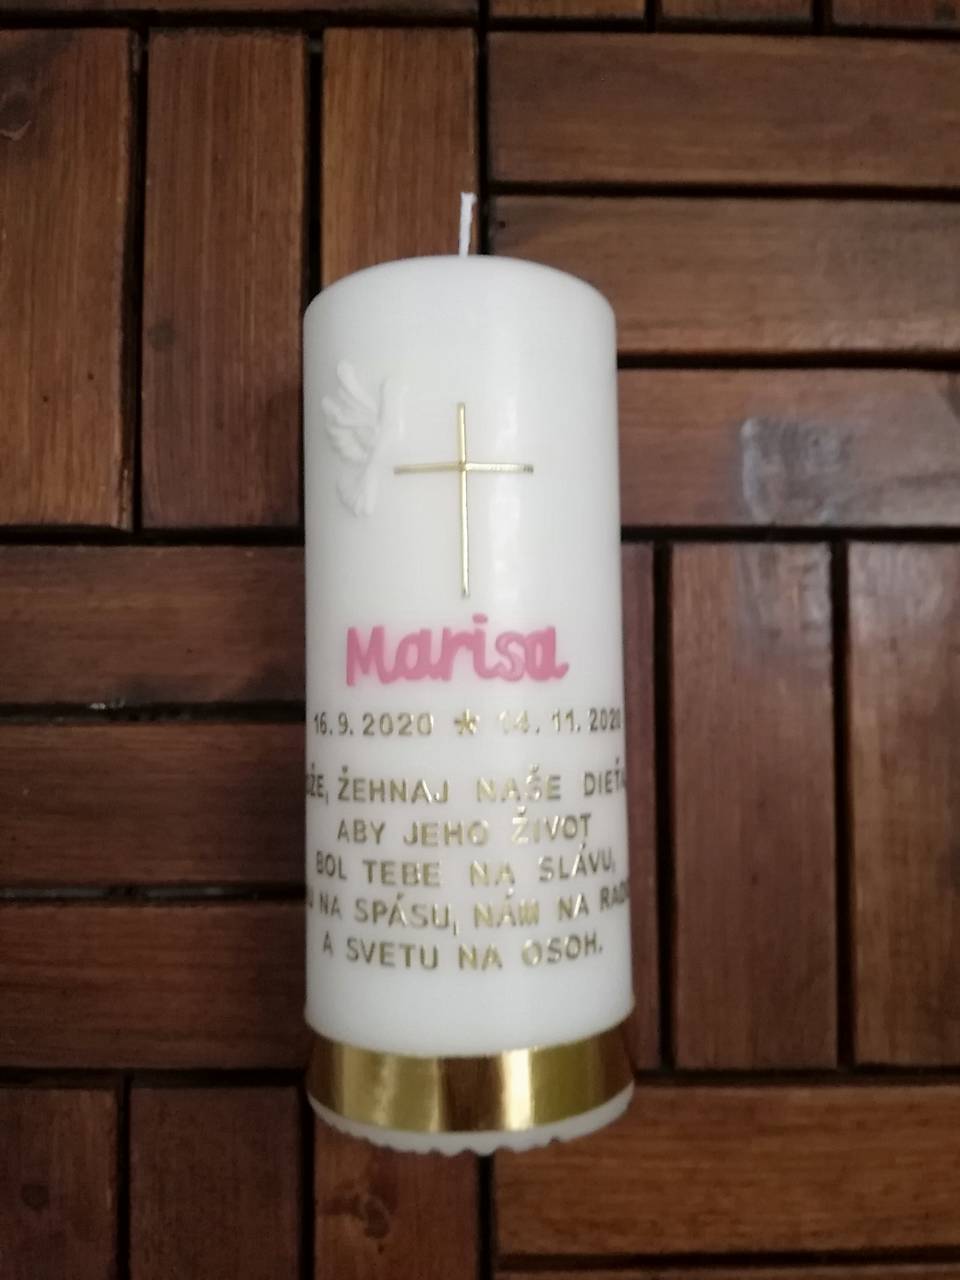 Marisa
16.9.2020 * 14.11.2020
ŽEHNAJ NAŠE
ABY JEHO ŽIVOT
BOL TEBE NA SLÁVU,
NA SPÁSU, NÁM NA
A SVETU NA OSOH.